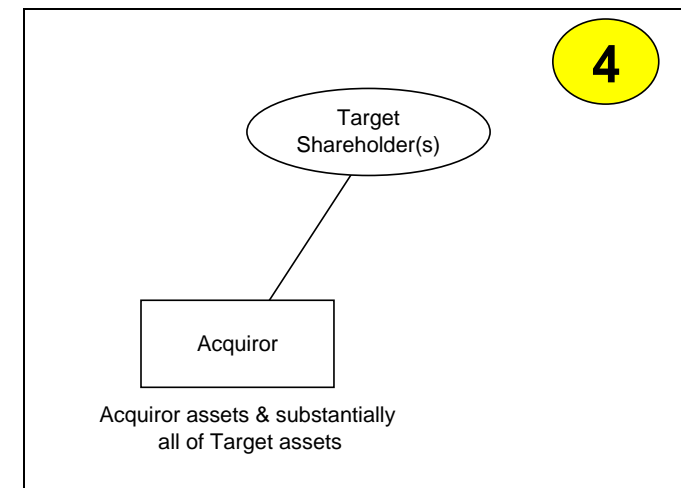 4
Target
Shareholder(s)
Acquiror
Acquiror assets & substantially
all of Target assets